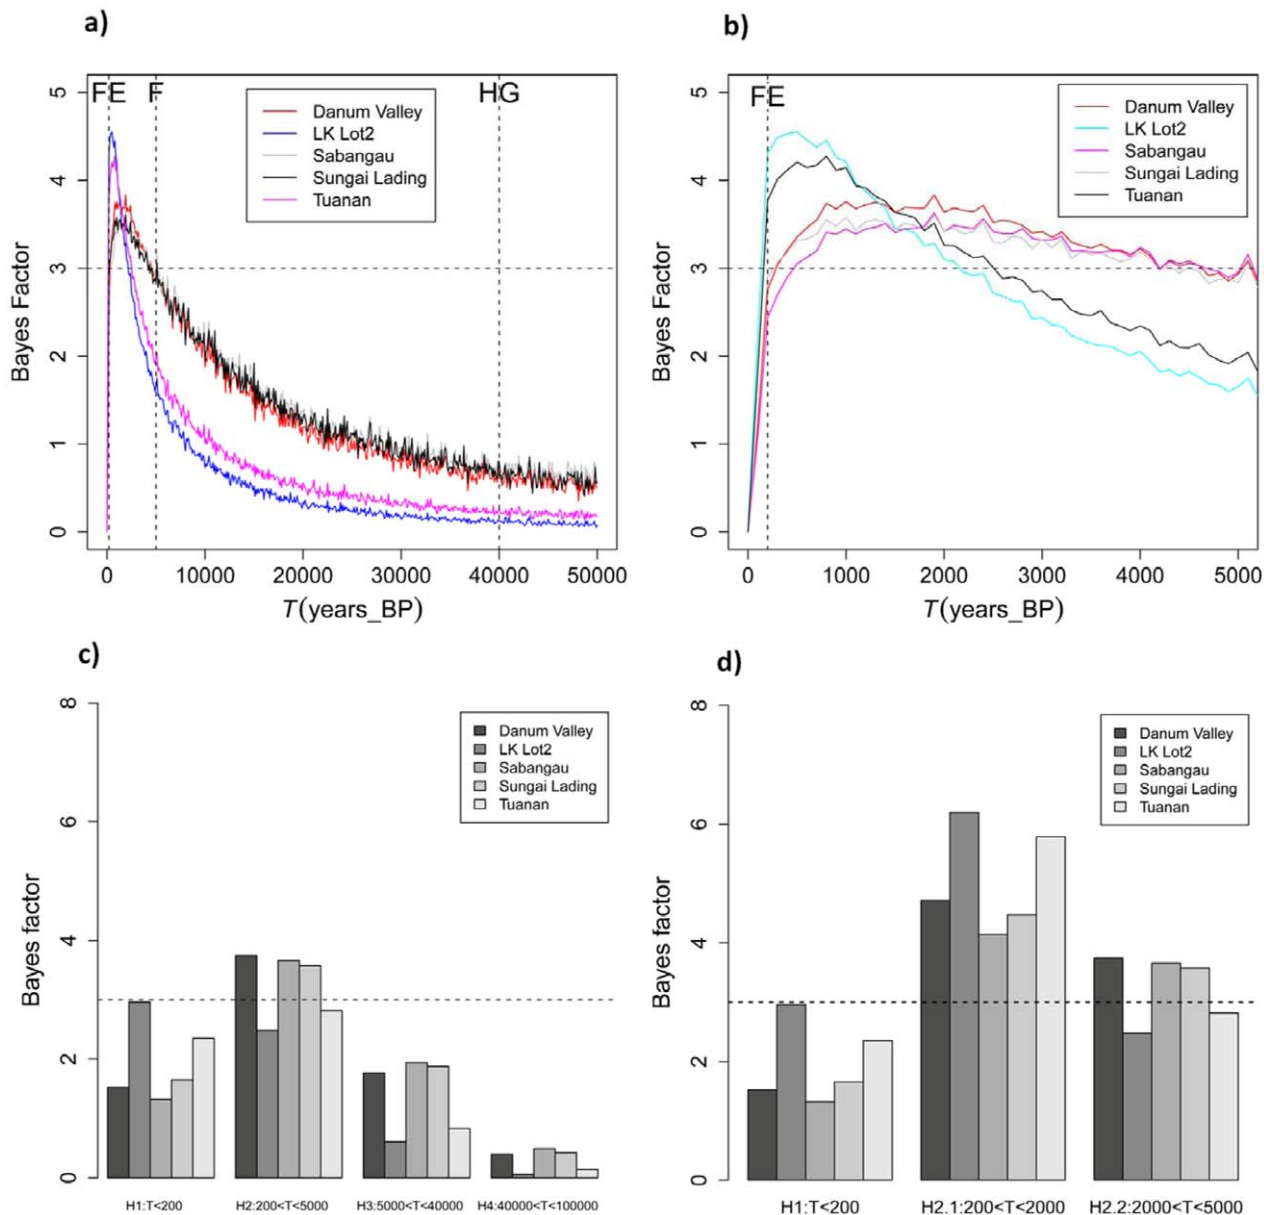 a)
FE F HG
Danum Valley
LK Lot2
Sabangau
Sungai Lading
Tuanan
5
4
3
2
1
0
Bayes Factor
0 10000 20000 30000 40000 50000
T(years_BP)
b)
FE
Danum Valley
LK Lot2
Sabangau
Sungai Lading
Tuanan
5
4
3
2
1
0
Bayes Factor
0 1000 2000 3000 4000 5000
T(years_BP)
c)
Danum Valley
LK Lot2
Sabangau
Sungai Lading
Tuanan
8
6
4
2
0
Bayes factor
H1:T<200 H2:200<T<5000 H3:5000<T<40000 H4:40000<T<100000
d)
Danum Valley
LK Lot2
Sabangau
Sungai Lading
Tuanan
8
6
4
2
0
Bayes factor
H1:T<200 H2.1:200<T<2000 H2.2:2000<T<5000